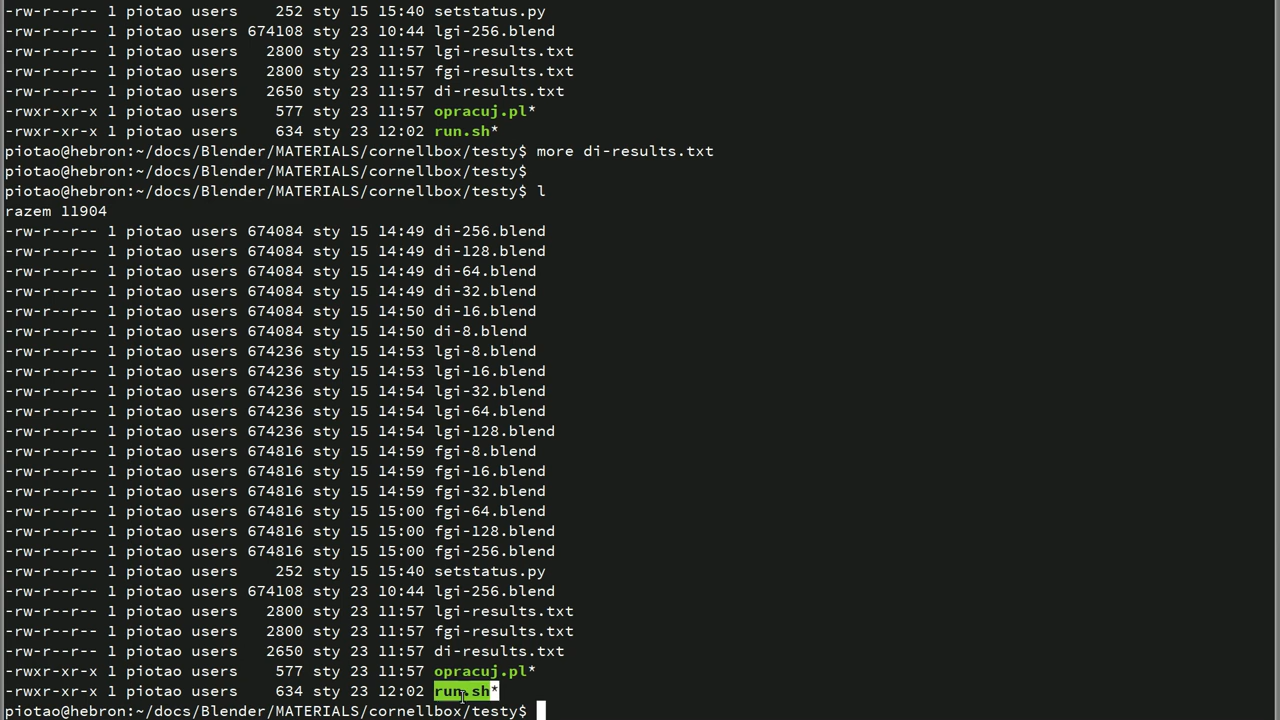 -rw-r--r-- 1 piotao users    252 sty 15 15:40 setstatus.py
-rw-r--r-- 1 piotao users 674108 sty 23 10:44 lgi-256.blend
-rw-r--r-- 1 piotao users   2800 sty 23 11:57 lgi-results.txt
-rw-r--r-- 1 piotao users   2800 sty 23 11:57 fgi-results.txt
-rw-r--r-- 1 piotao users   2650 sty 23 11:57 di-results.txt
-rwxr-xr-x 1 piotao users    577 sty 23 11:57 opracuj.pl*
-rwxr-xr-x 1 piotao users    634 sty 23 12:02 run.sh*
piotao@hebron:~/docs/Blender/MATERIALS/cornellbox/testy$ more di-results.txt
piotao@hebron:~/docs/Blender/MATERIALS/cornellbox/testy$
piotao@hebron:~/docs/Blender/MATERIALS/cornellbox/testy$ l
razem 11904
-rw-r--r-- 1 piotao users 674084 sty 15 14:49 di-256.blend
-rw-r--r-- 1 piotao users 674084 sty 15 14:49 di-128.blend
-rw-r--r-- 1 piotao users 674084 sty 15 14:49 di-64.blend
-rw-r--r-- 1 piotao users 674084 sty 15 14:49 di-32.blend
-rw-r--r-- 1 piotao users 674084 sty 15 14:50 di-16.blend
-rw-r--r-- 1 piotao users 674084 sty 15 14:50 di-8.blend
-rw-r--r-- 1 piotao users 674236 sty 15 14:53 lgi-8.blend
-rw-r--r-- 1 piotao users 674236 sty 15 14:53 lgi-16.blend
-rw-r--r-- 1 piotao users 674236 sty 15 14:54 lgi-32.blend
-rw-r--r-- 1 piotao users 674236 sty 15 14:54 lgi-64.blend
-rw-r--r-- 1 piotao users 674236 sty 15 14:54 lgi-128.blend
-rw-r--r-- 1 piotao users 674816 sty 15 14:59 fgi-8.blend
-rw-r--r-- 1 piotao users 674816 sty 15 14:59 fgi-16.blend
-rw-r--r-- 1 piotao users 674816 sty 15 14:59 fgi-32.blend
-rw-r--r-- 1 piotao users 674816 sty 15 15:00 fgi-64.blend
-rw-r--r-- 1 piotao users 674816 sty 15 15:00 fgi-128.blend
-rw-r--r-- 1 piotao users 674816 sty 15 15:00 fgi-256.blend
-rw-r--r-- 1 piotao users    252 sty 15 15:40 setstatus.py
-rw-r--r-- 1 piotao users 674108 sty 23 10:44 lgi-256.blend
-rw-r--r-- 1 piotao users   2800 sty 23 11:57 lgi-results.txt
-rw-r--r-- 1 piotao users   2800 sty 23 11:57 fgi-results.txt
-rw-r--r-- 1 piotao users   2650 sty 23 11:57 di-results.txt
-rwxr-xr-x 1 piotao users    577 sty 23 11:57 opracuj.pl*
-rwxr-xr-x 1 piotao users    634 sty 23 12:02 run.sh*
piotao@hebron:~/docs/Blender/MATERIALS/cornellbox/testy$